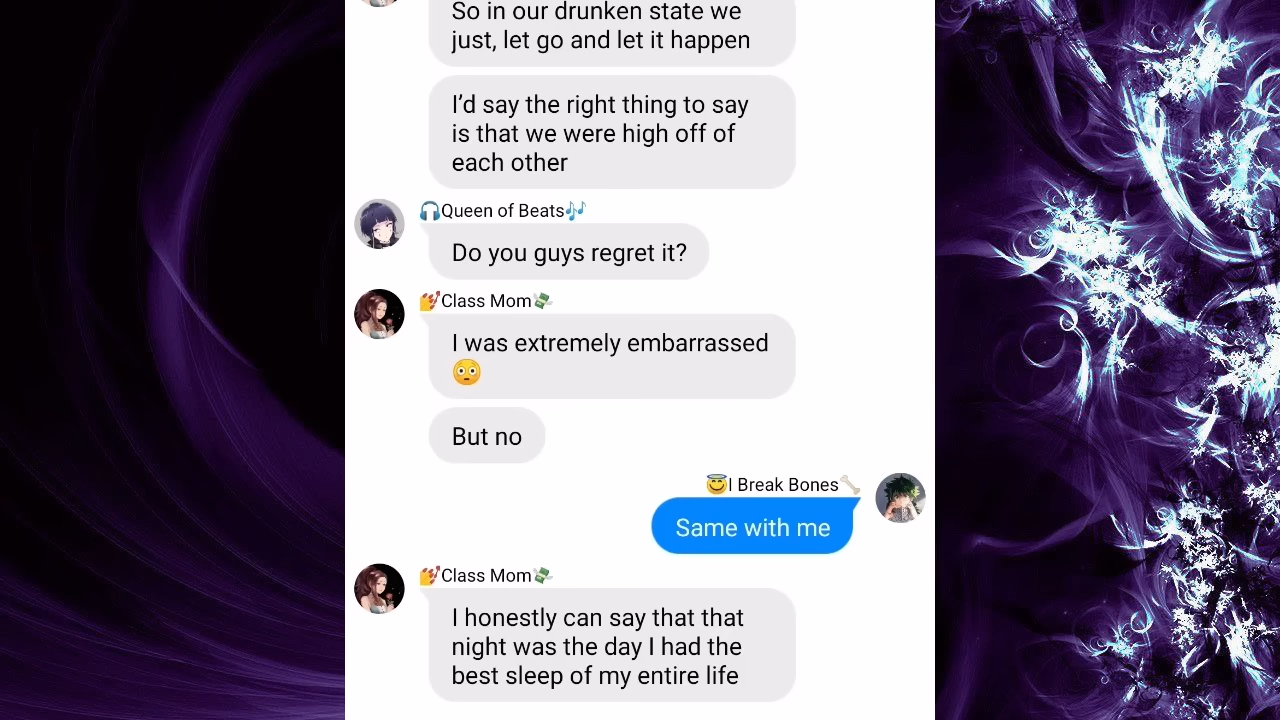 So in our drunken state we
just, let go and let it happen
I’d say the right thing to say
is that we were high off of
each other
🎧Queen of Beats🎶
Do you guys regret it?
💅Class Mom💸
I was extremely embarrassed
😳
But no
😇I Break Bones🦴
Same with me
💅Class Mom💸
I honestly can say that that
night was the day I had the
best sleep of my entire life